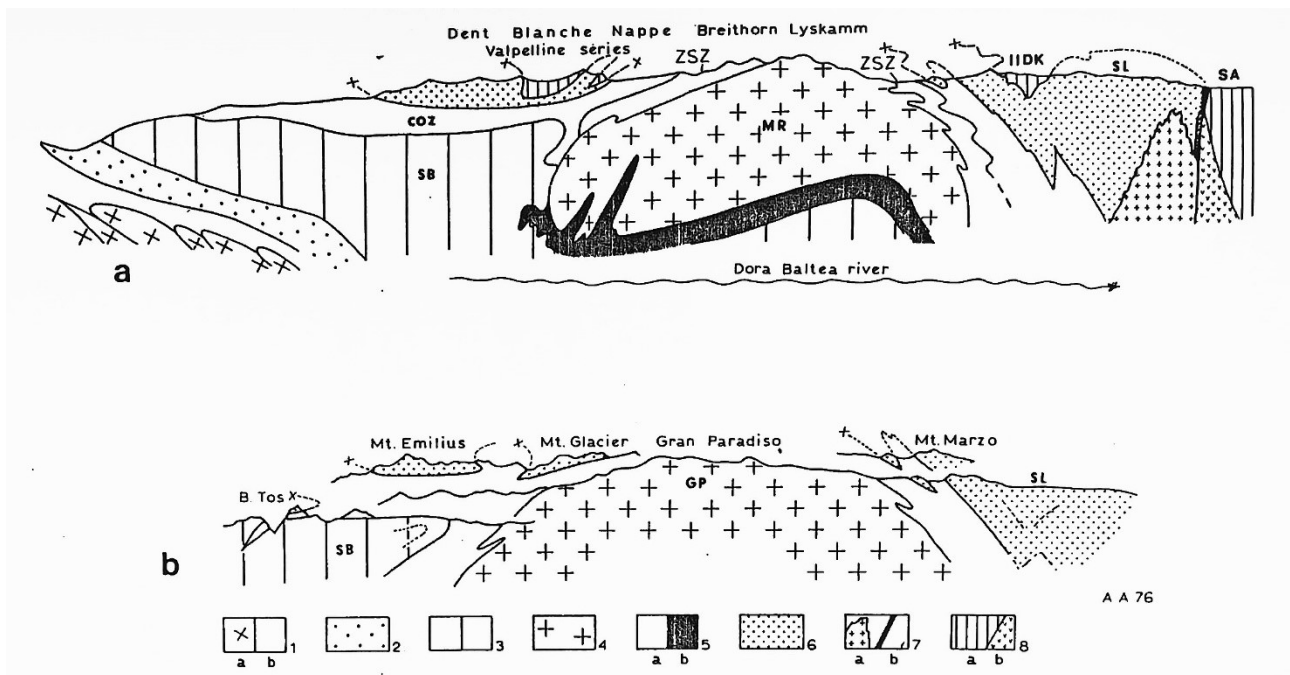 Dent Blanche Nappe Breithorn Lyskamm
Valpelline series
ZSZ
ZSZ
IIDK
SL
SA
COZ
MR
SB
a
Dora Baltea river
Mt. Emilius
Mt. Glacier
Gran Paradiso
Mt. Marzo
B. Tos
GP
SL
SB
b
A A 76
1
2
3
4
5
6
7
8
a b
a b
a b
a b